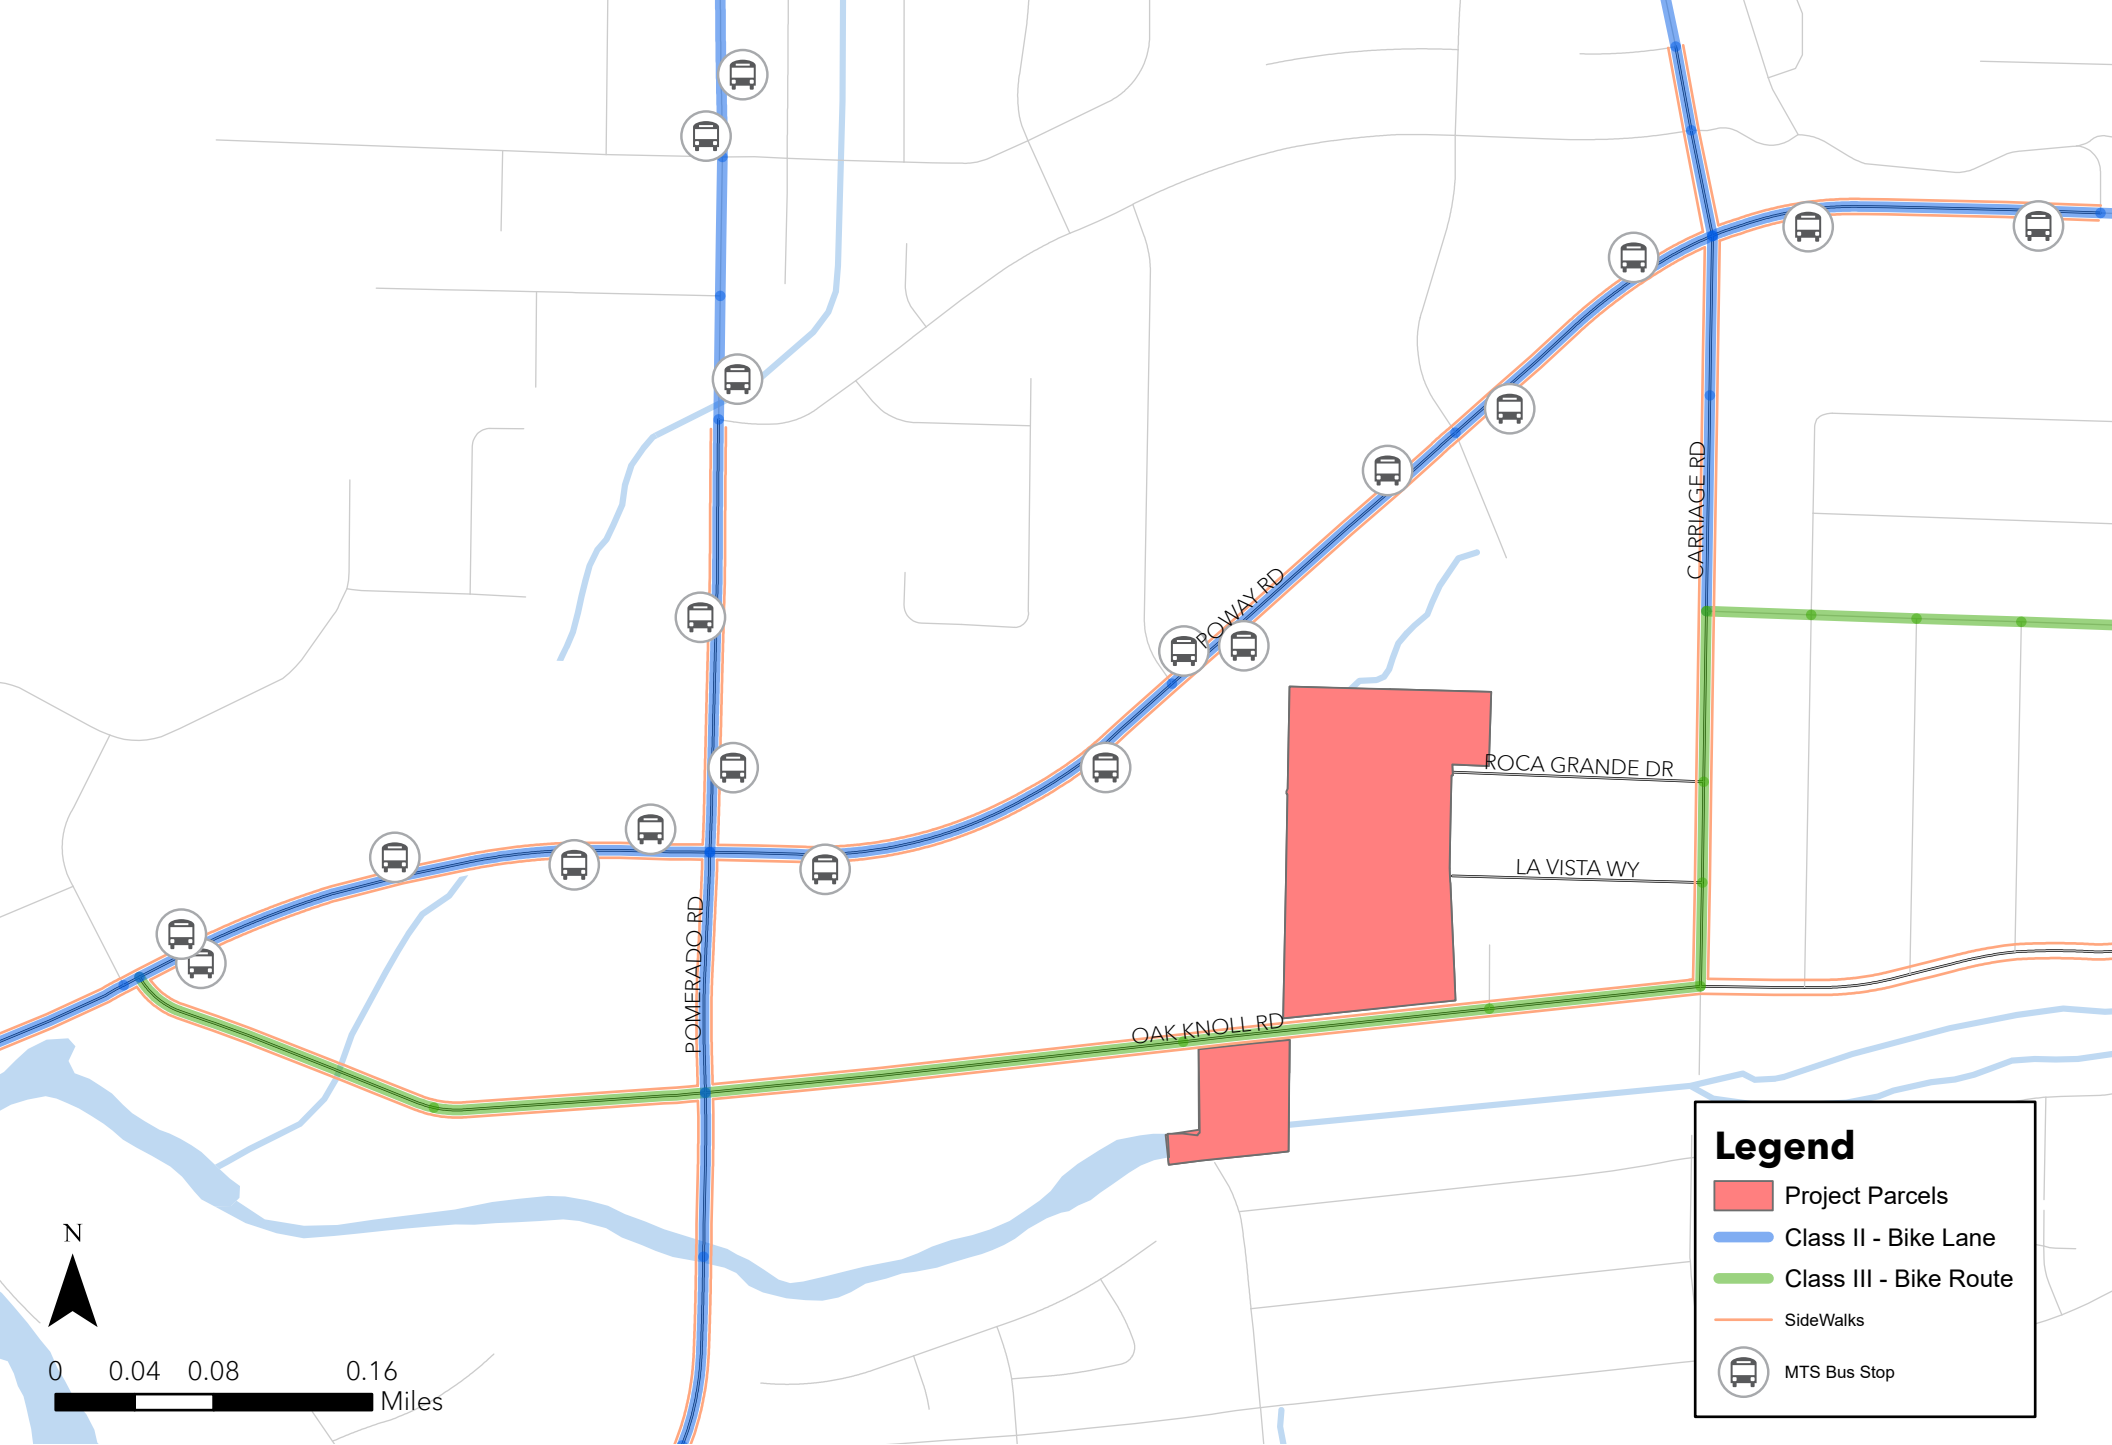 CARRIAGE RD
POWAY RD
ROCA GRANDE DR
LA VISTA WY
POMERADO RD
OAK KNOLL RD
Legend
Project Parcels
Class II - Bike Lane
Class III - Bike Route
SideWalks
MTS Bus Stop
N
0 0.04 0.08 0.16
Miles